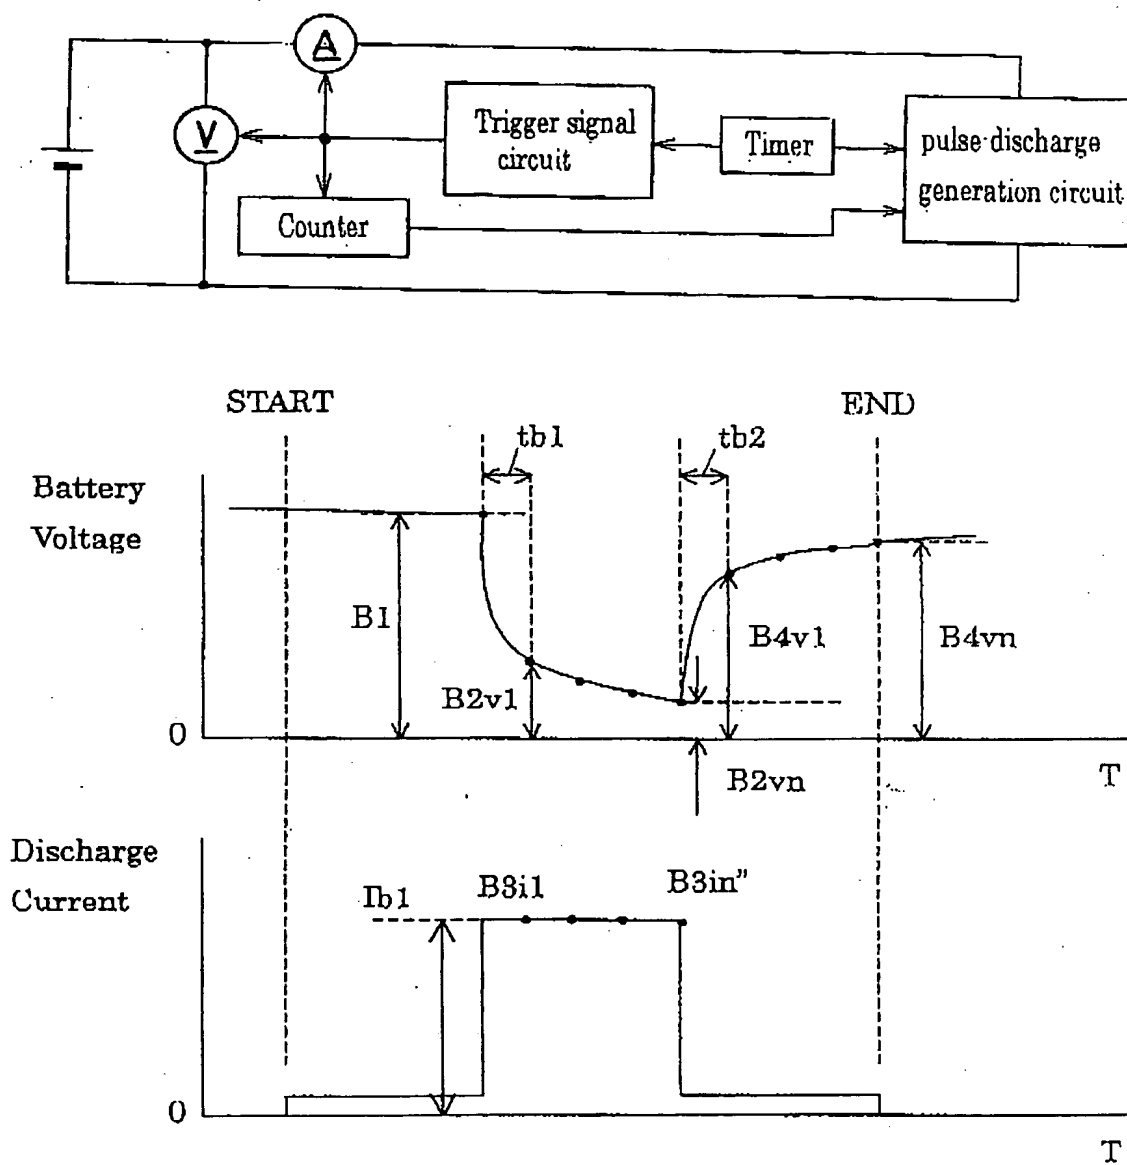 A
V
Trigger signal
circuit
Timer
pulse-discharge
generation circuit
Counter
START
END
tb1
tb2
Battery
Voltage
B1
B2v1
B4v1
B4vn
0
B2vn
T
Discharge
Current
Ib1
B3i1
B3in"
0
T